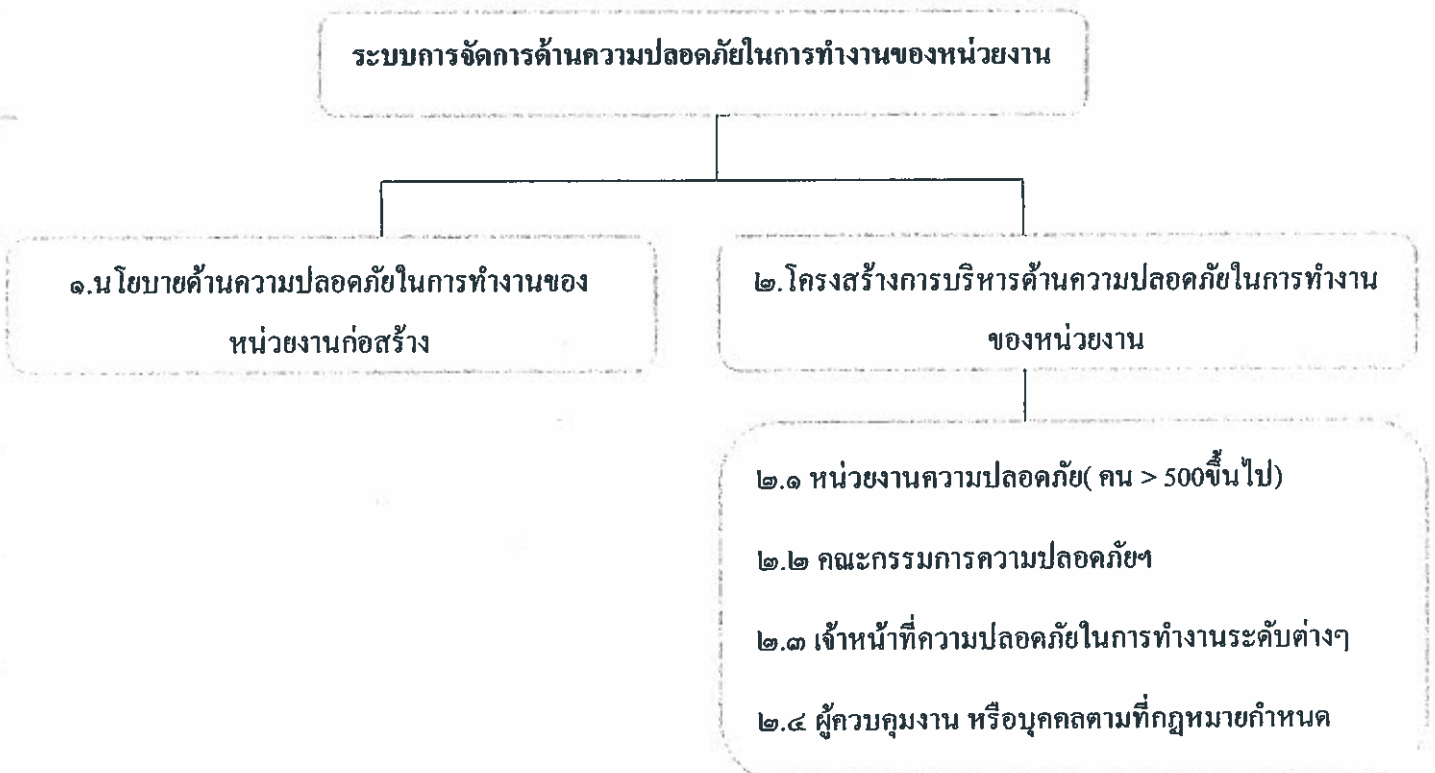 ระบบการจัดการด้านความปลอดภัยในการทำงานของหน่วยงาน
๑.นโยบายด้านความปลอดภัยในการทำงานของ
หน่วยงานก่อสร้าง
๒.โครงสร้างการบริหารด้านความปลอดภัยในการทำงาน
ของหน่วยงาน
๒.๑ หน่วยงานความปลอดภัย( คน > 500ขึ้นไป)
๒.๒ คณะกรรมการความปลอดภัยฯ
๒.๓ เจ้าหน้าที่ความปลอดภัยในการทำงานระดับต่างๆ
๒.๔ ผู้ควบคุมงาน หรือบุคคลตามที่กฎหมายกำหนด